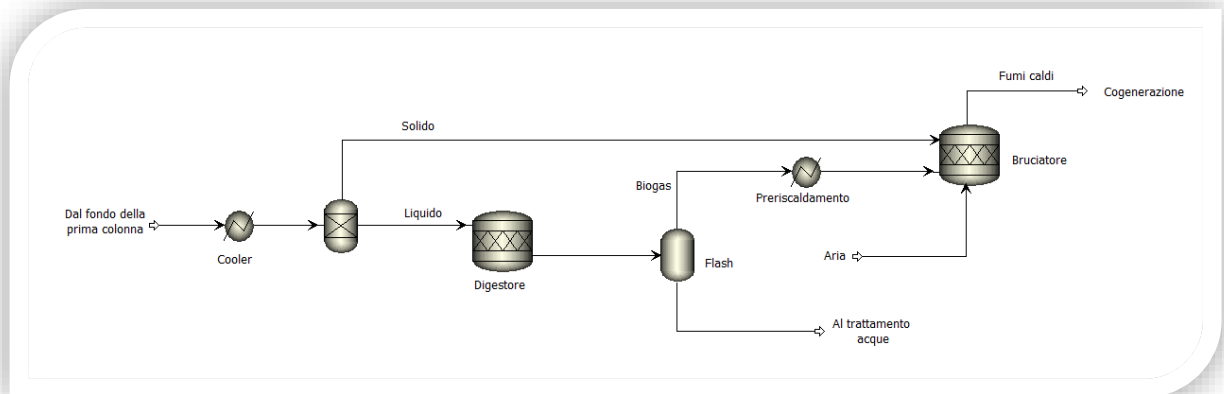 Fumi caldi
Cogenerazione
Solido
Bruciatore
Biogas
Preriscaldamento
Dal fondo della
prima colonna
Liquido
Cooler
Aria
Flash
Digestore
Al trattamento
acque